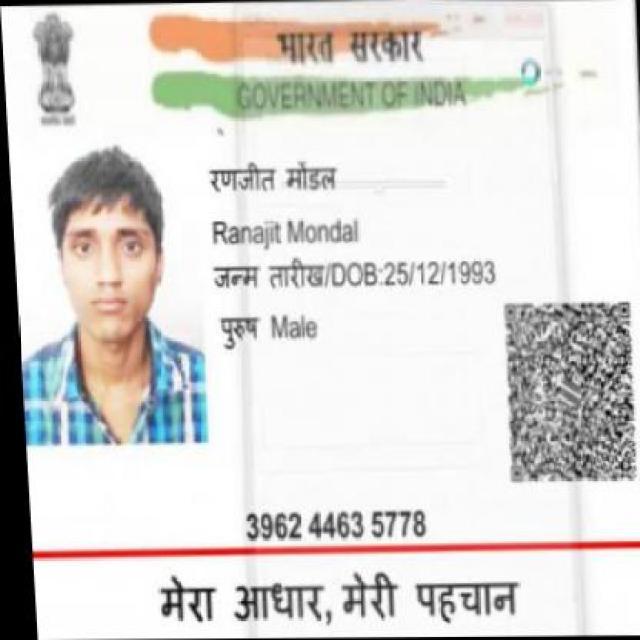 भारत सरकार
GOVERNMENT OF INDIA
रणजीत मोंडल
Ranajit Mondal
जन्म तारीख/DOB:25/12/1993
पुरुष Male
3962 4463 5778
मेरा आधार, मेरी पहचान